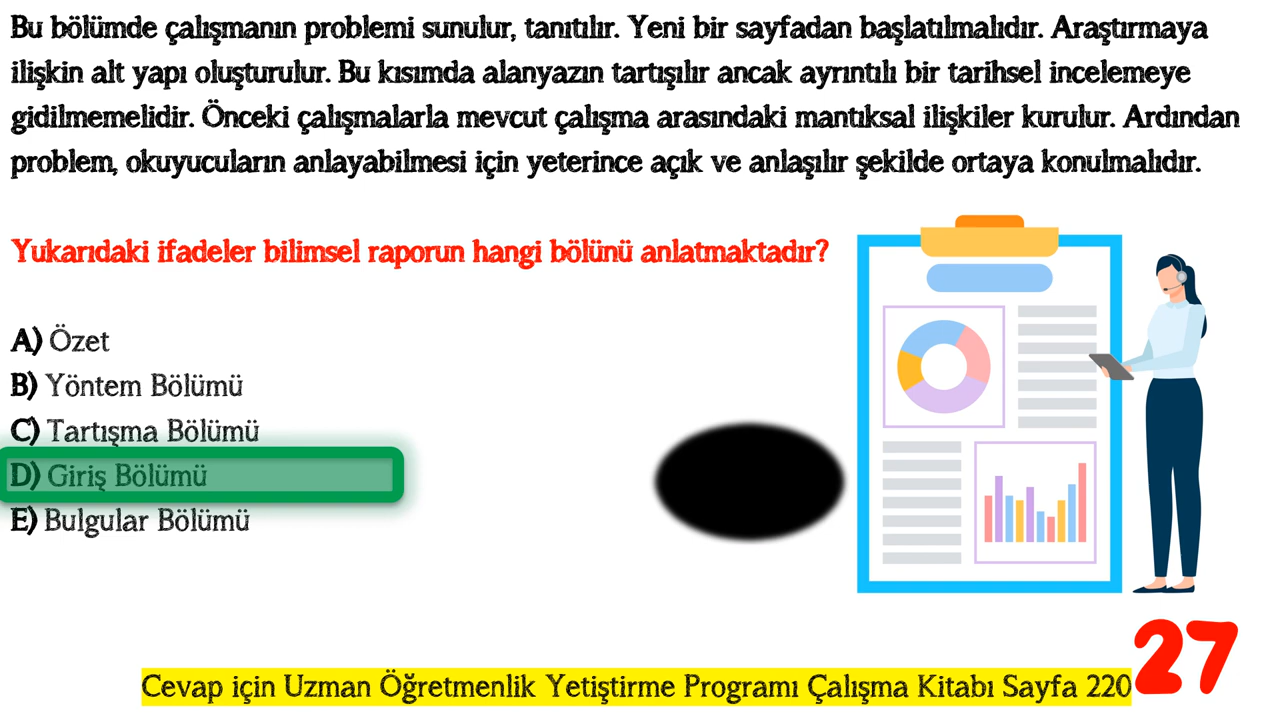 Bu bölümde çalışmanın problemi sunulur, tanıtılır. Yeni bir sayfadan başlatılmalıdır. Araştırmaya
ilişkin alt yapı oluşturulur. Bu kısımda alanyazın tartışılır ancak ayrıntılı bir tarihsel incelemeye
gidilmemelidir. Önceki çalışmalarla mevcut çalışma arasındaki mantıksal ilişkiler kurulur. Ardından
problem, okuyucuların anlayabilmesi için yeterince açık ve anlaşılır şekilde ortaya konulmalıdır.
Yukarıdaki ifadeler bilimsel raporun hangi bölünü anlatmaktadır?
A) Özet
B) Yöntem Bölümü
C) Tartışma Bölümü
D) Giriş Bölümü
E) Bulgular Bölümü
27
Cevap için Uzman Öğretmenlik Yetiştirme Programı Çalışma Kitabı Sayfa 220